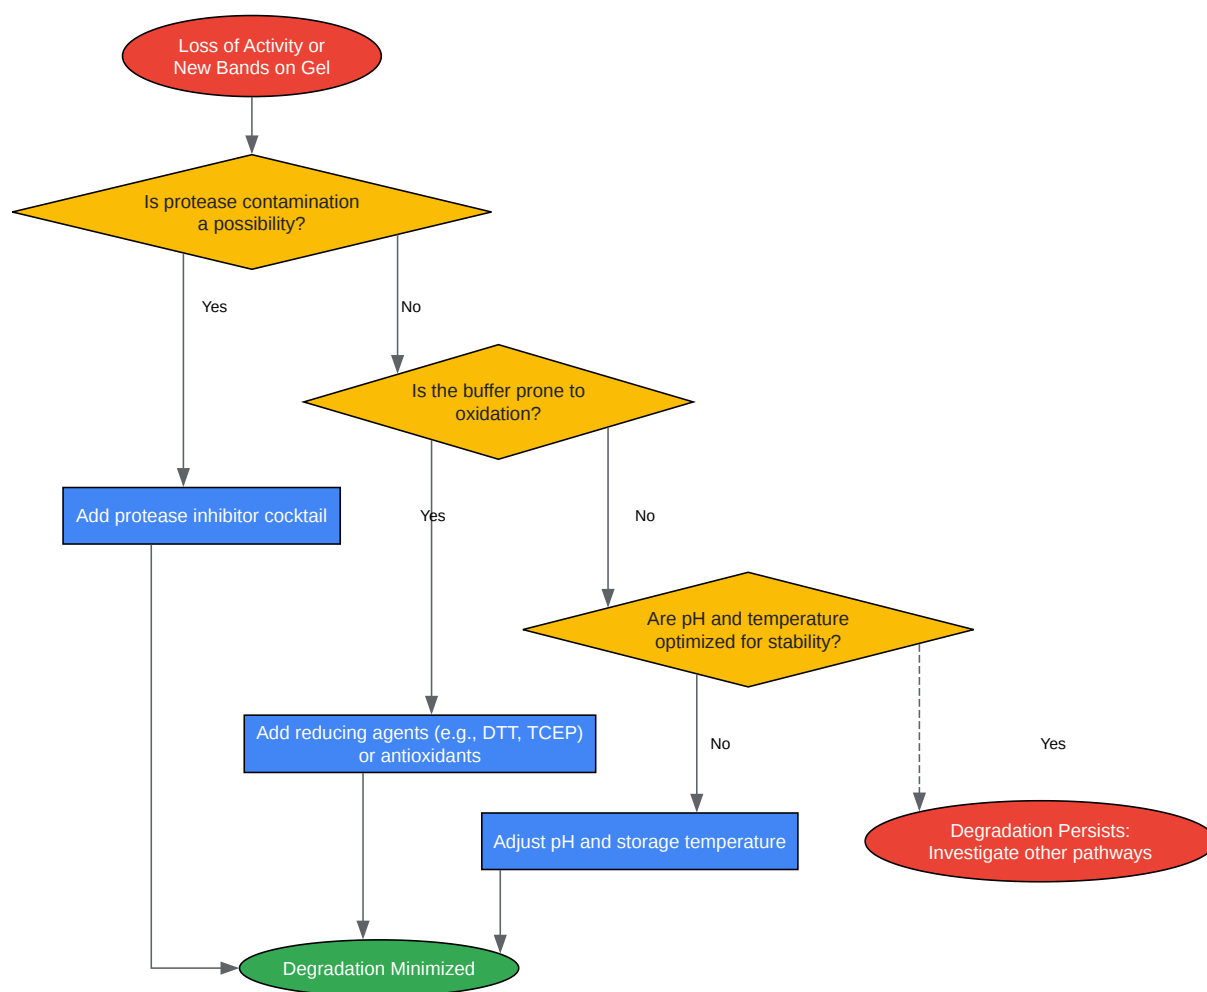 Loss of Activity or
New Bands on Gel
Is protease contamination
a possibility?
Yes
No
Is the buffer prone to
oxidation?
Add protease inhibitor cocktail
Yes
No
Are pH and temperature
optimized for stability?
Add reducing agents (e.g., DTT, TCEP)
or antioxidants
No
Yes
Adjust pH and storage temperature
Degradation Persists:
Investigate other pathways
Degradation Minimized